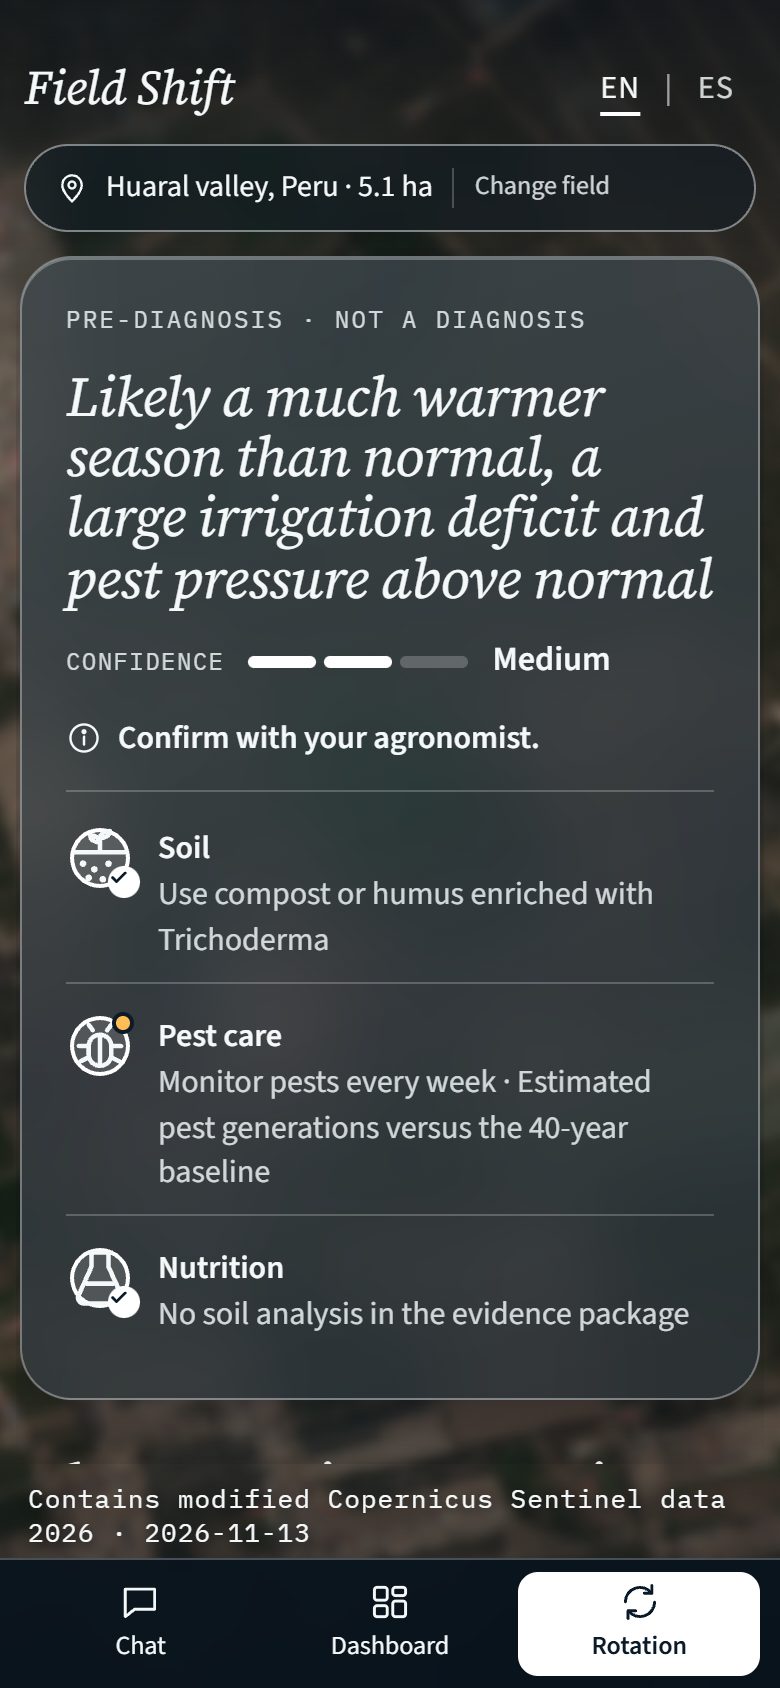 Field Shift
EN | ES
Huaral valley, Peru · 5.1 ha | Change field
PRE-DIAGNOSIS · NOT A DIAGNOSIS
Likely a much warmer
season than normal, a
large irrigation deficit and
pest pressure above normal
CONFIDENCE Medium
Confirm with your agronomist.
Soil
Use compost or humus enriched with
Trichoderma
Pest care
Monitor pests every week · Estimated
pest generations versus the 40-year
baseline
Nutrition
No soil analysis in the evidence package
Contains modified Copernicus Sentinel data
2026 · 2026-11-13
Chat
Dashboard
Rotation